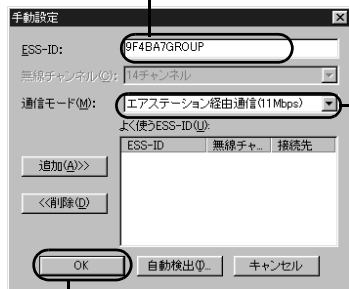 手動設定
ESS-ID: 9F4BA7GROUP
無線チャンネル(C): 14チャンネル
通信モード(M): エアステーション経由通信(11Mbps)
よく使うESS-ID(U):
ESS-ID 無線チャ... 接続先
追加(A)>>
<<削除(D)
OK 自動検出(I)... キャンセル